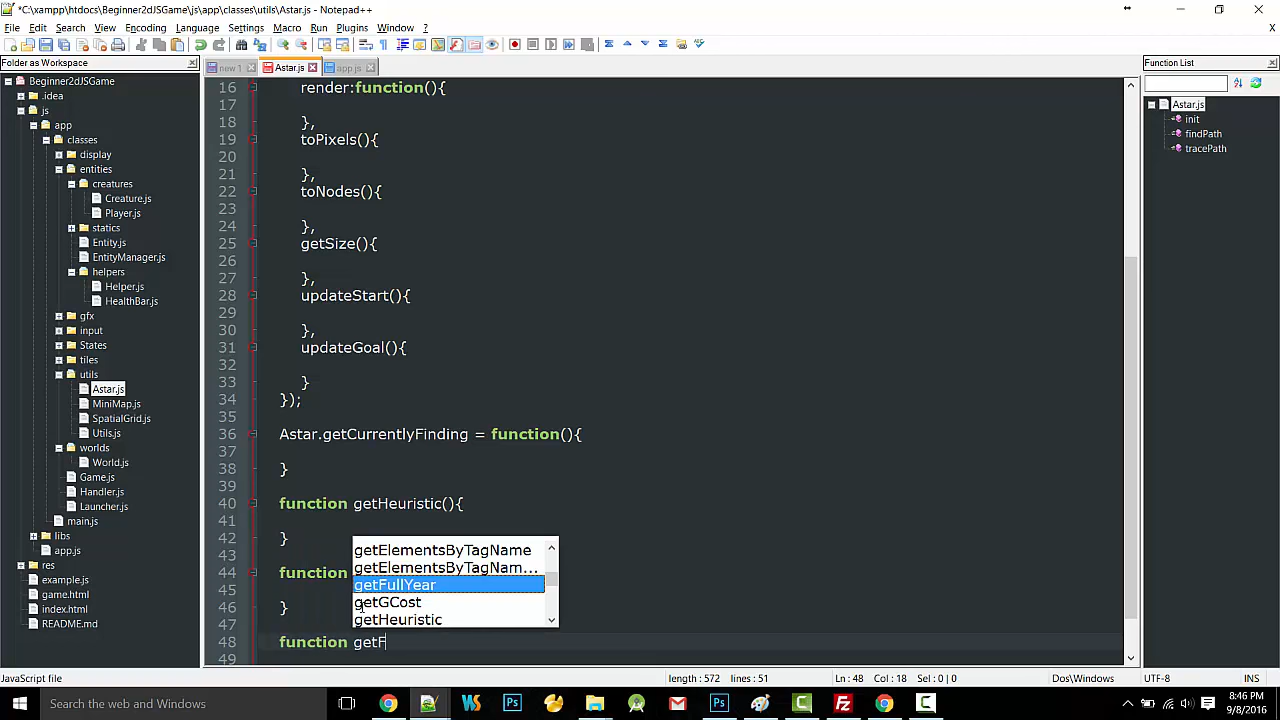 *C:\xampp\htdocs\Beginner2dJSGame\js\app\classes\utils\Astar.js - Notepad++
File Edit Search View Encoding Language Settings Macro Run Plugins Window ?
X
Folder as Workspace
new 1 Astar.js app.js
Function List
Beginner2dJSGame
.idea
js
app
classes
display
entities
creatures
Creature.js
Player.js
statics
Entity.js
EntityManager.js
helpers
Helper.js
HealthBar.js
gfx
input
States
tiles
utils
Astar.js
MiniMap.js
SpatialGrid.js
Utils.js
worlds
World.js
Game.js
Handler.js
Launcher.js
main.js
libs
app.js
res
example.js
game.html
index.html
README.md
16 render:function(){
17
18 },
19 toPixels(){
20
21 },
22 toNodes(){
23
24 },
25 getSize(){
26
27 },
28 updateStart(){
29
30 },
31 updateGoal(){
32
33 }
34 });
35
36 Astar.getCurrentlyFinding = function(){
37
38 }
39
40 function getHeuristic(){
41
42 }
43
44 function
45
46 }
47
48 function getF
49
getElementsByTagName
getElementsByTagNam...
getFullYear
getGCost
getHeuristic
Astar.js
init
findPath
tracePath
JavaScript file length : 572 lines : 51 Ln : 48 Col : 18 Sel : 0 | 0 Dos\Windows UTF-8 INS
Search the web and Windows
8:46 PM
9/8/2016